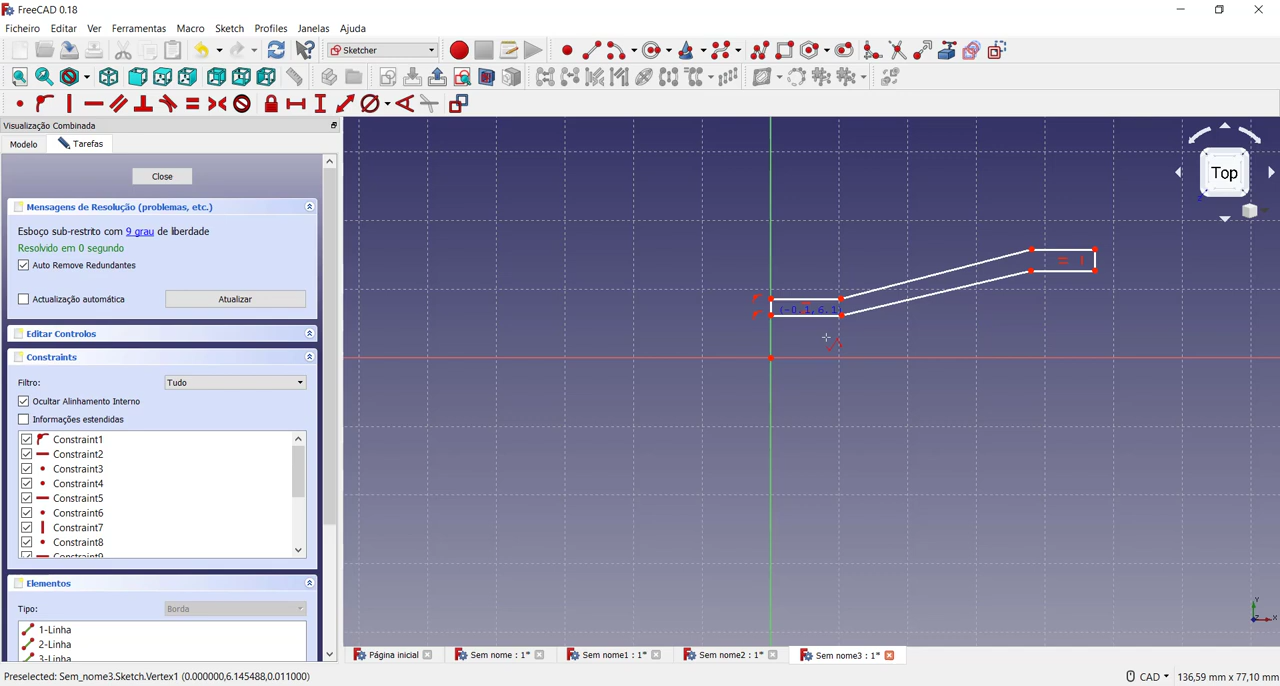 FreeCAD 0.18
Ficheiro Editar Ver Ferramentas Macro Sketch Profiles Janelas Ajuda
Sketcher
Visualização Combinada
Modelo Tarefas
Close
Mensagens de Resolução (problemas, etc.)
Esboço sub-restrito com 9 grau de liberdade
Resolvido em 0 segundo
Auto Remove Redundantes
Actualização automática Atualizar
Editar Controlos
Constraints
Filtro: Tudo
Ocultar Alinhamento Interno
Informações estendidas
Constraint1
Constraint2
Constraint3
Constraint4
Constraint5
Constraint6
Constraint7
Constraint8
Constraint9
Elementos
Tipo: Borda
1-Linha
2-Linha
3-Linha
(-0,1,6,1)
Top
Z
Y
Z X
Página inicial Sem nome : 1* Sem nome1 : 1* Sem nome2 : 1* Sem nome3 : 1*
Preselected: Sem_nome3.Sketch.Vertex1 (0.000000,6.145488,0.011000) CAD 136,59 mm x 77,10 mm